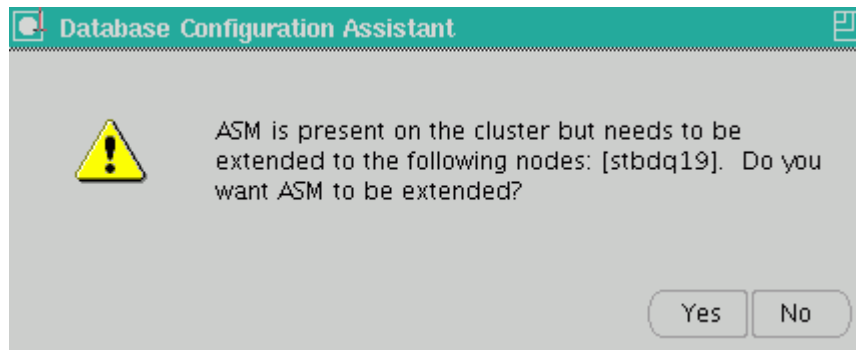 Database Configuration Assistant
ASM is present on the cluster but needs to be
extended to the following nodes: [stbdq19].  Do you
want ASM to be extended?
Yes No